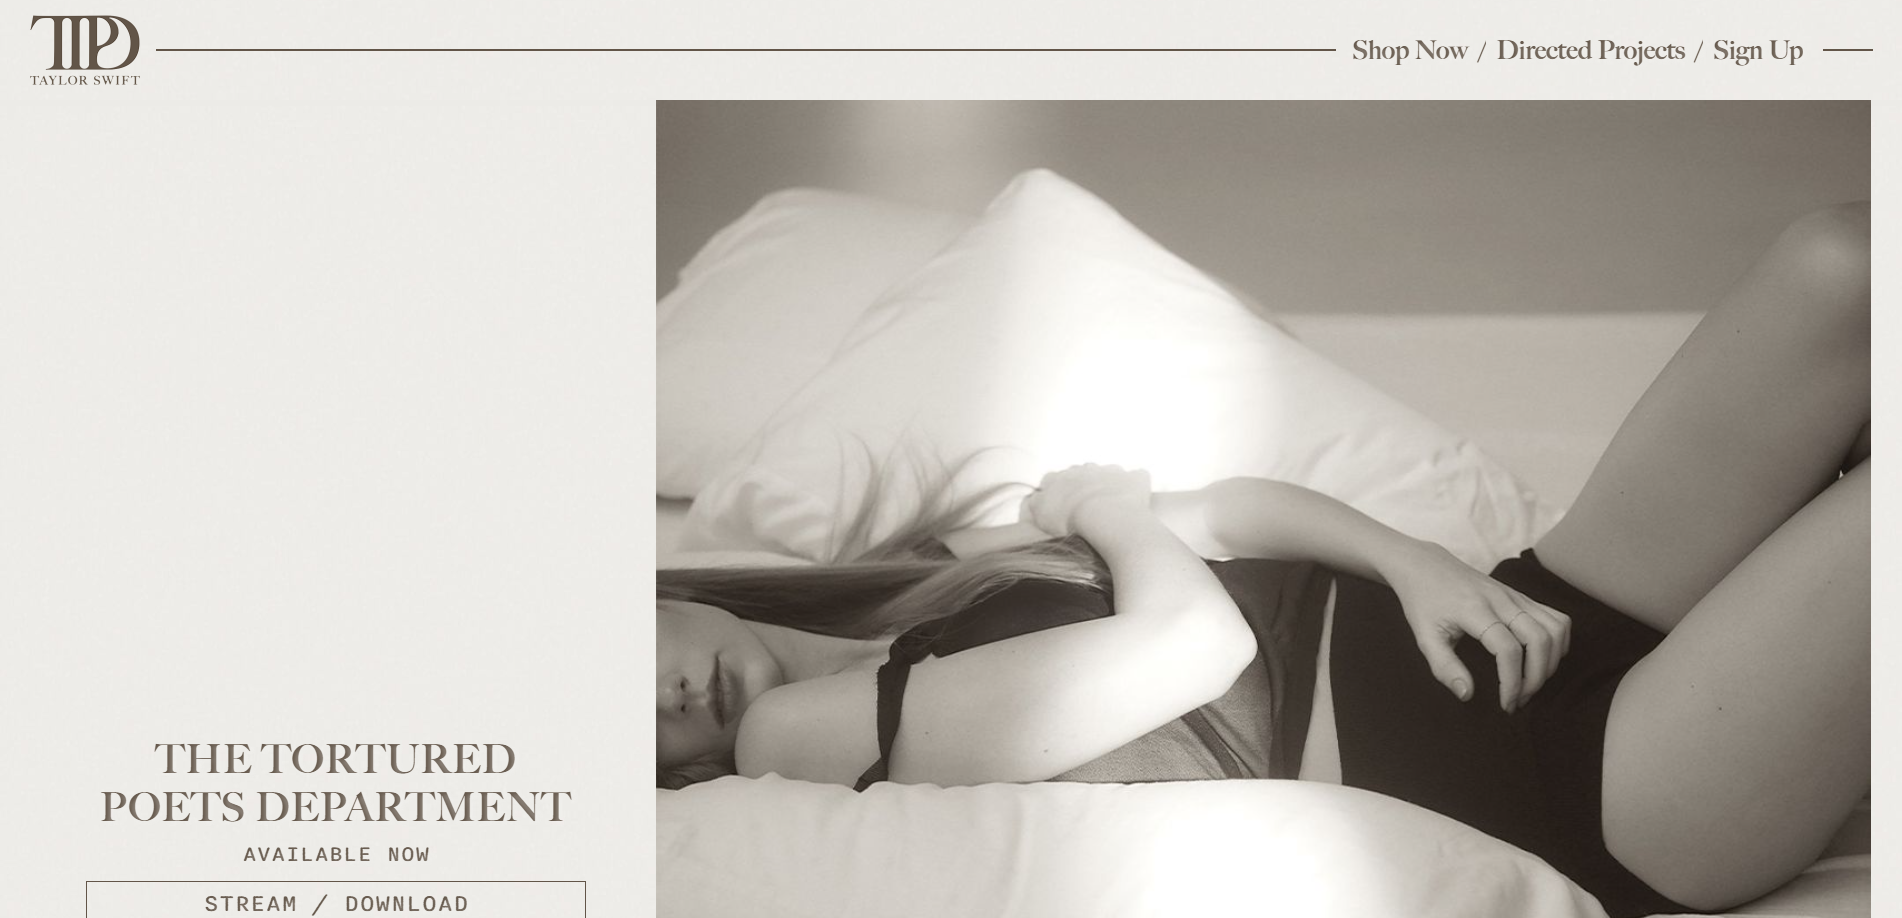 TTPD
TAYLOR SWIFT
Shop Now / Directed Projects / Sign Up
THE TORTURED
POETS DEPARTMENT
AVAILABLE NOW
STREAM / DOWNLOAD